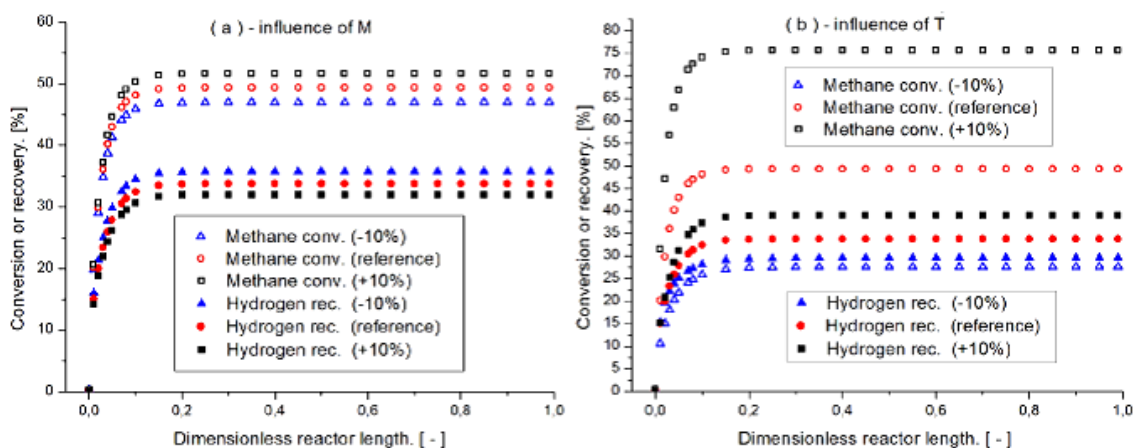 ( a ) - influence of M
60
50
40
30
20
10
0
Conversion or recovery. [%]
Methane conv. (-10%)
Methane conv. (reference)
Methane conv. (+10%)
Hydrogen rec. (-10%)
Hydrogen rec. (reference)
Hydrogen rec. (+10%)
0,0 0,2 0,4 0,6 0,8 1,0
Dimensionless reactor length. [ - ]
( b ) - influence of T
75
70
65
60
55
50
45
40
35
30
25
20
15
10
5
0
Conversion or recovery. [%]
Methane conv. (-10%)
Methane conv. (reference)
Methane conv. (+10%)
Hydrogen rec. (-10%)
Hydrogen rec. (reference)
Hydrogen rec. (+10%)
0,0 0,2 0,4 0,6 0,8 1,0
Dimensionless reactor length. [ - ]